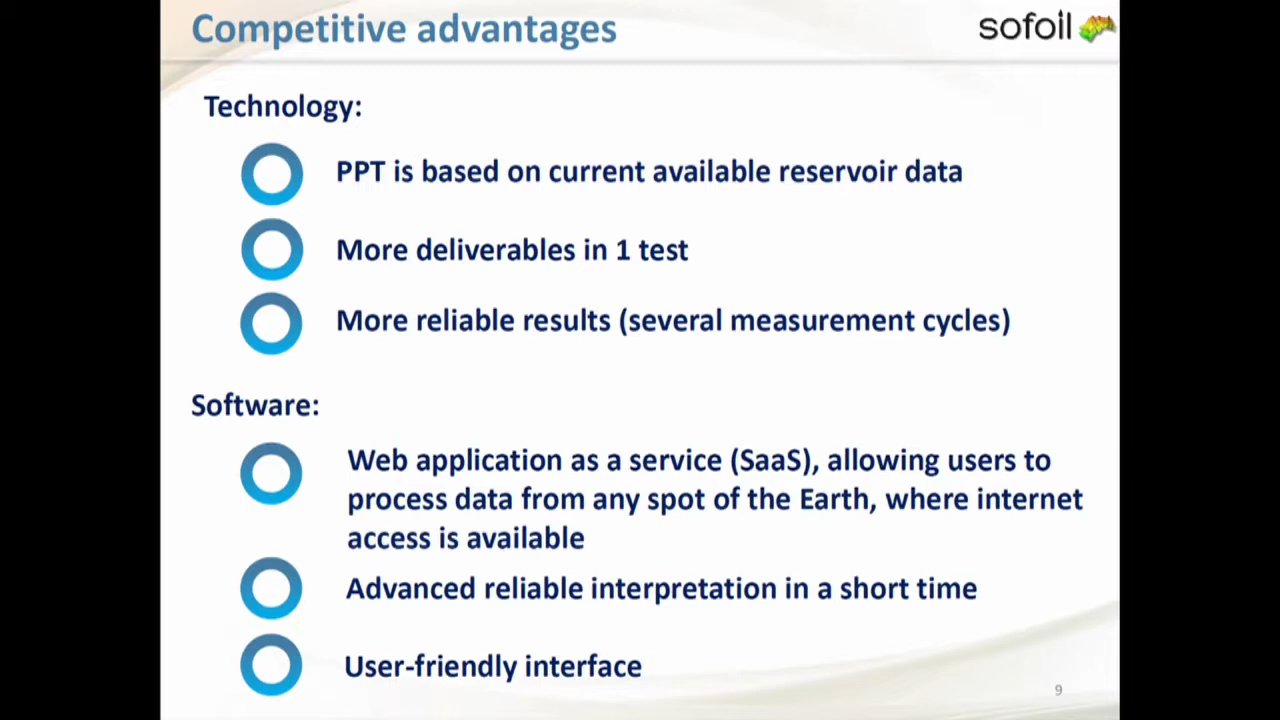 Competitive advantages
sofoil
Technology:
PPT is based on current available reservoir data
More deliverables in 1 test
More reliable results (several measurement cycles)
Software:
Web application as a service (SaaS), allowing users to
process data from any spot of the Earth, where internet
access is available
Advanced reliable interpretation in a short time
User-friendly interface
9